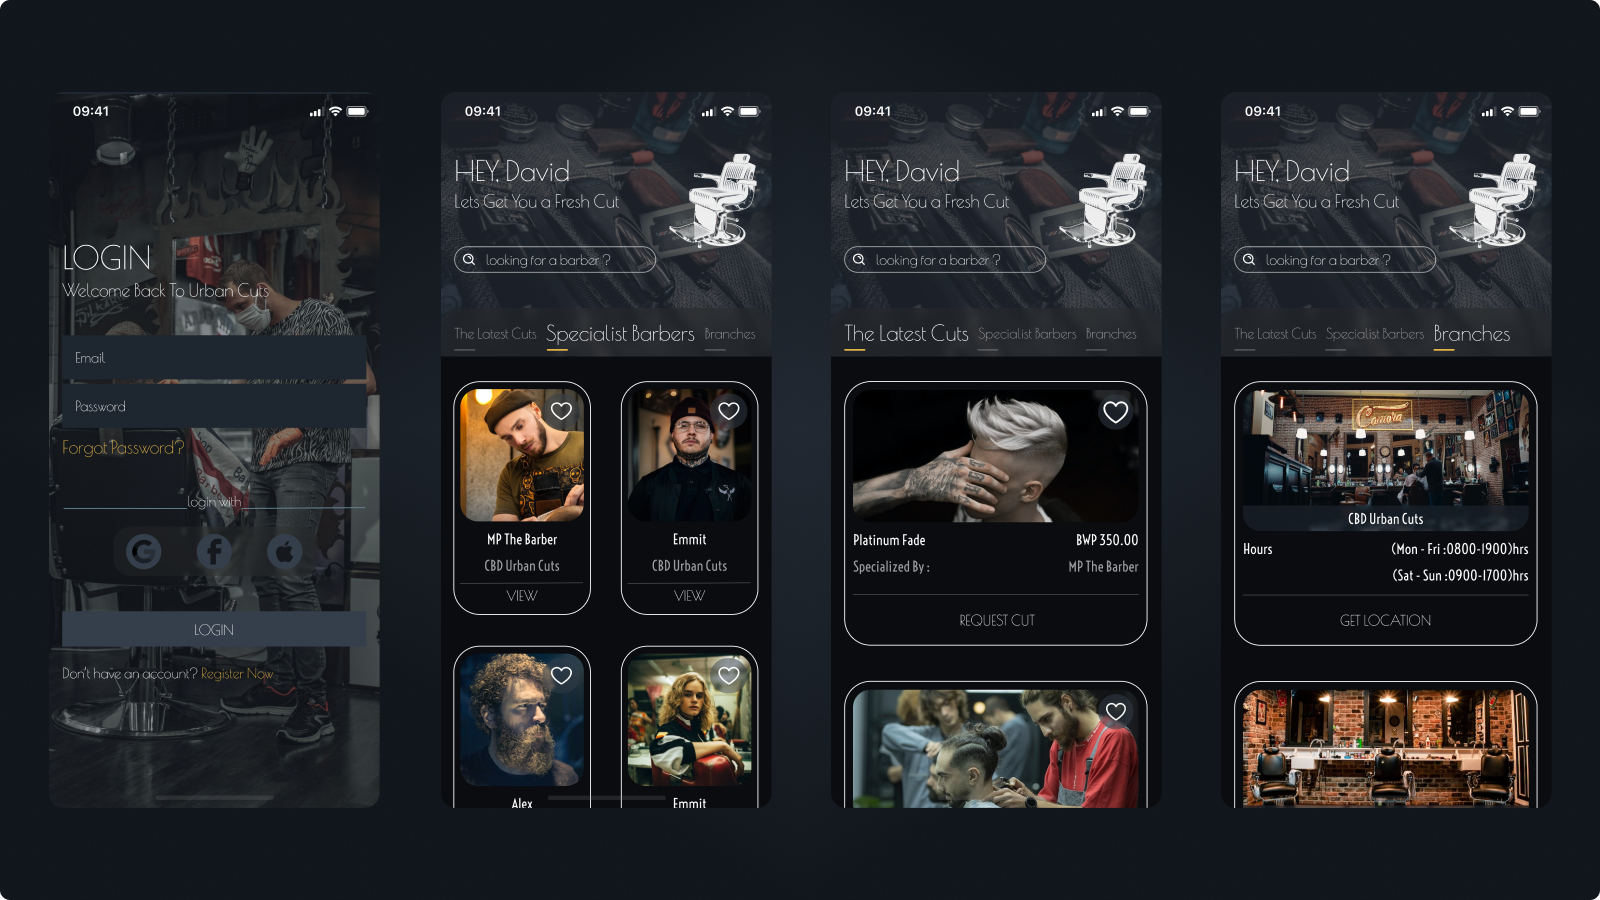 09:41
LOGIN
Welcome Back To Urban Cuts
Email
Password
Forgot Password?
login with
G
f
LOGIN
Don't have an account? Register Now
09:41
HEY, David
Lets Get You a Fresh Cut
looking for a barber ?
The Latest Cuts Specialist Barbers Branches
MP The Barber
CBD Urban Cuts
VIEW
Emmit
CBD Urban Cuts
VIEW
Alex
Emmit
09:41
HEY, David
Lets Get You a Fresh Cut
looking for a barber ?
The Latest Cuts Specialist Barbers Branches
Platinum Fade BWP 350.00
Specialized By : MP The Barber
REQUEST CUT
09:41
HEY, David
Lets Get You a Fresh Cut
looking for a barber ?
The Latest Cuts Specialist Barbers Branches
CBD Urban Cuts
Hours (Mon - Fri :0800-1900)hrs
(Sat - Sun :0900-1700)hrs
GET LOCATION